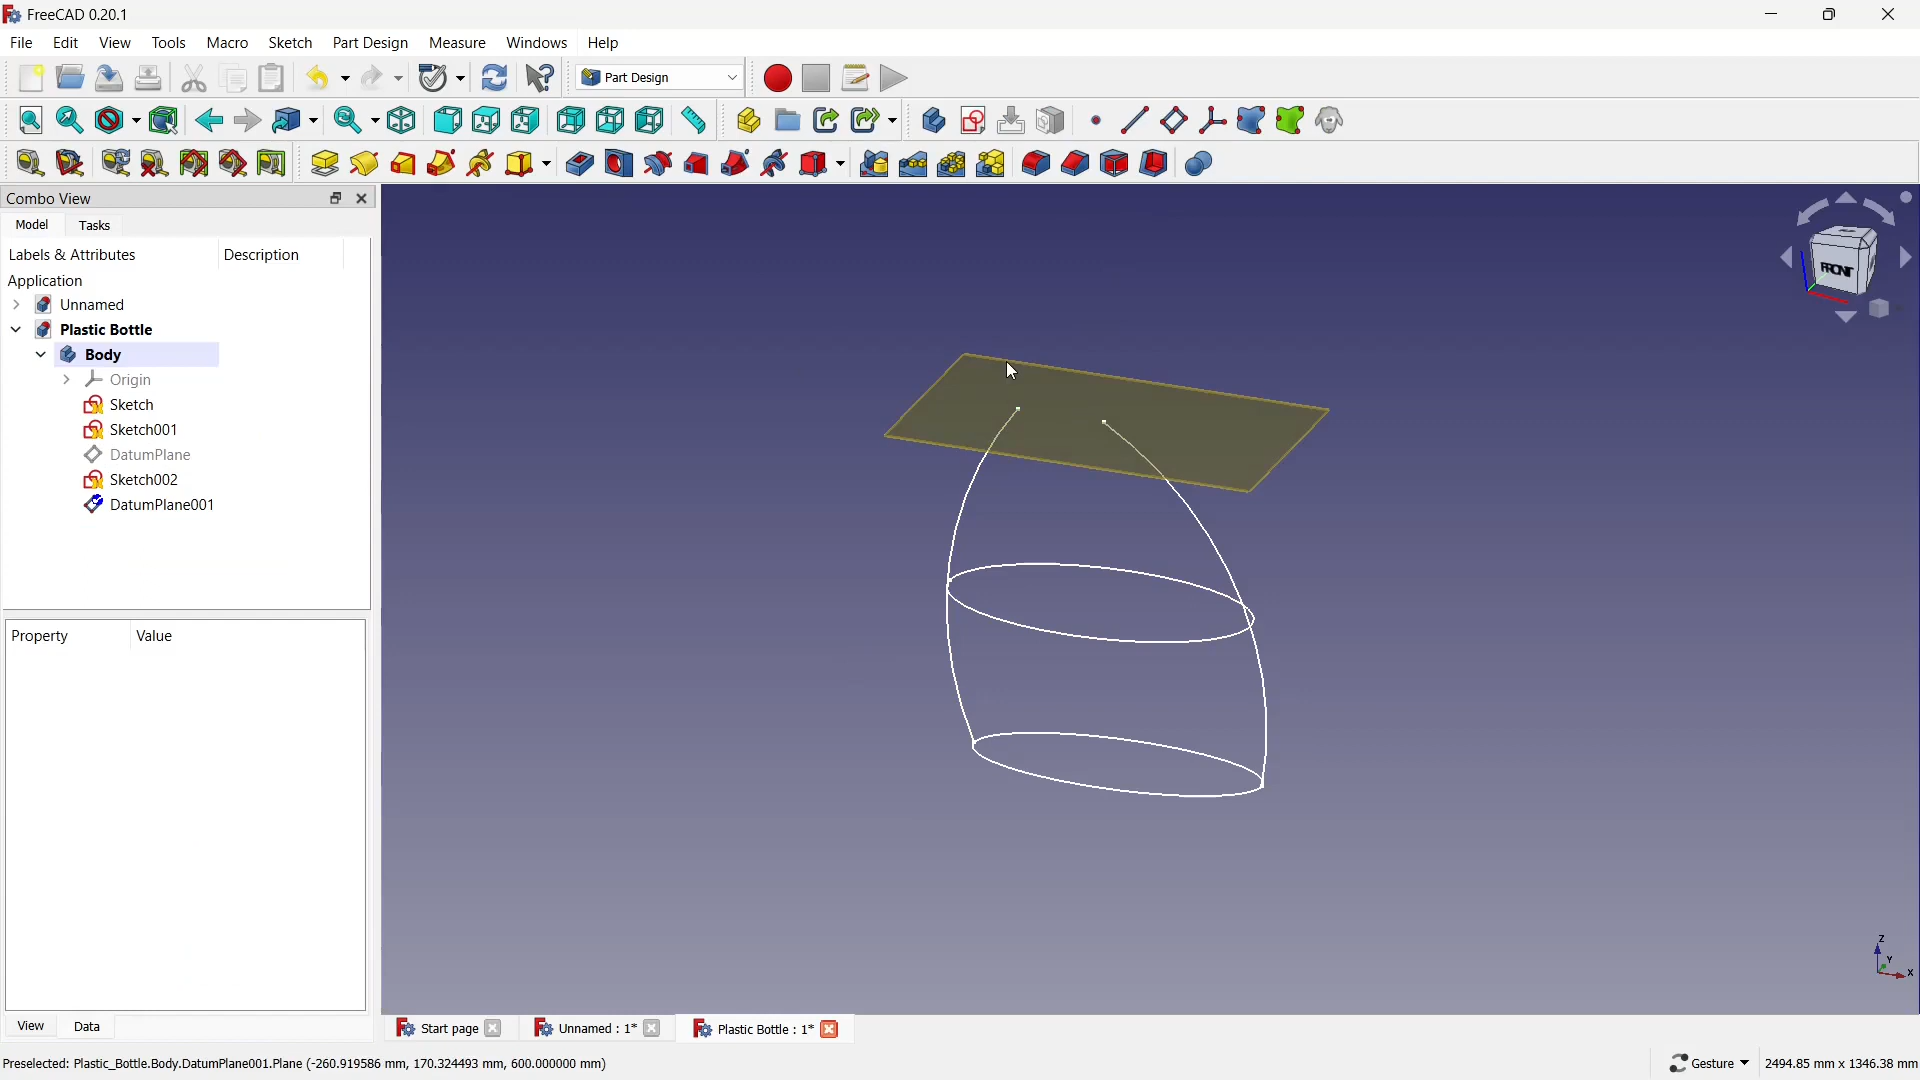 FreeCAD 0.20.1
File Edit View Tools Macro Sketch Part Design Measure Windows Help
Part Design
Combo View
Model Tasks
Labels & Attributes Description
Application
Unnamed
Plastic Bottle
Body
Origin
Sketch
Sketch001
DatumPlane
Sketch002
DatumPlane001
Property Value
View Data
FRONT
Z
Y
X
Start page Unnamed : 1* Plastic Bottle : 1*
Preselected: Plastic_Bottle.Body.DatumPlane001.Plane (-260.919586 mm, 170.324493 mm, 600.000000 mm)
Gesture 2494.85 mm x 1346.38 mm